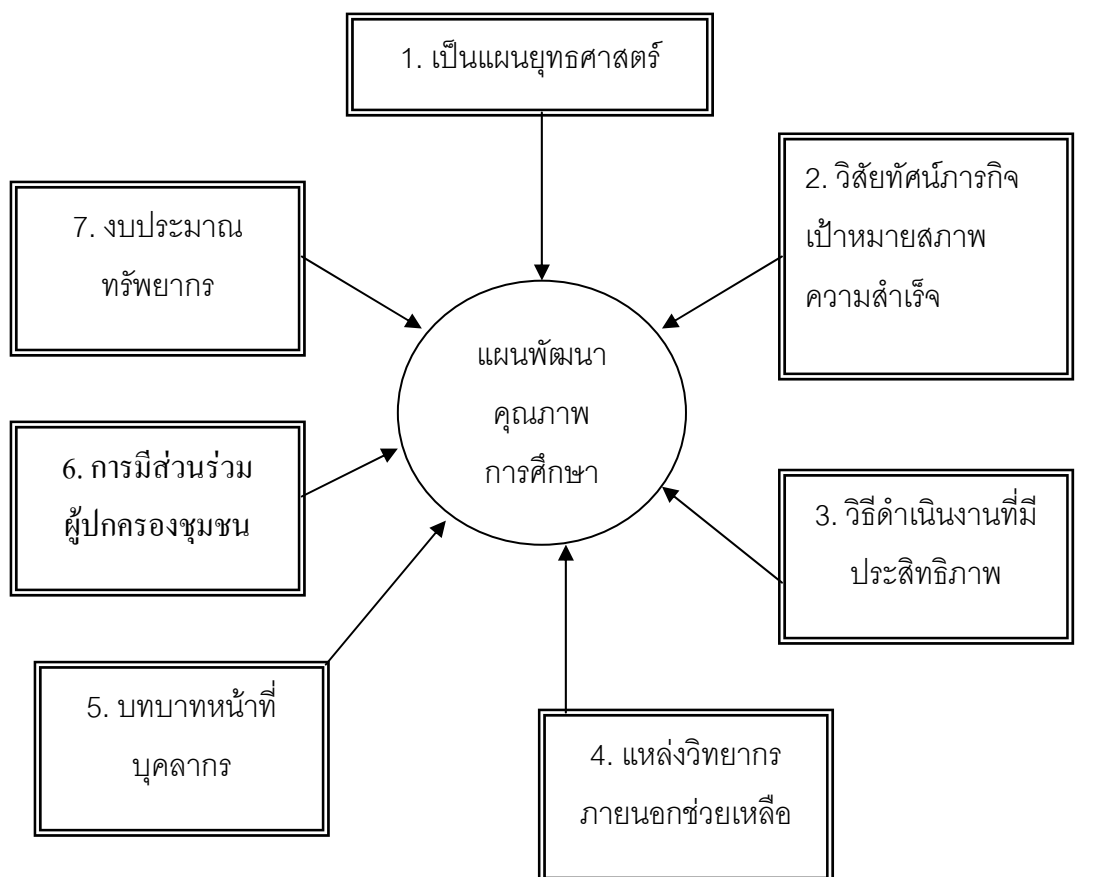 1. เป็นแผนยุทธศาสตร์
2. วิสัยทัศน์ภารกิจ
เป้าหมายสภาพ
ความสำเร็จ
7. งบประมาณ
ทรัพยากร
แผนพัฒนา
คุณภาพ
การศึกษา
6. การมีส่วนร่วม
ผู้ปกครองชุมชน
3. วิธีดำเนินงานที่มี
ประสิทธิภาพ
5. บทบาทหน้าที่
บุคลากร
4. แหล่งวิทยากร
ภายนอกช่วยเหลือ